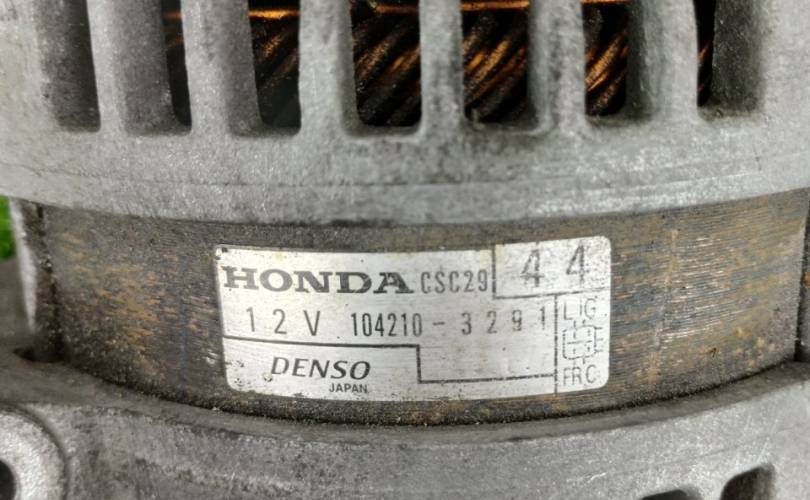 HONDA CSC29 44
12V 104210-3291
LIG
DENSO
JAPAN
FRC